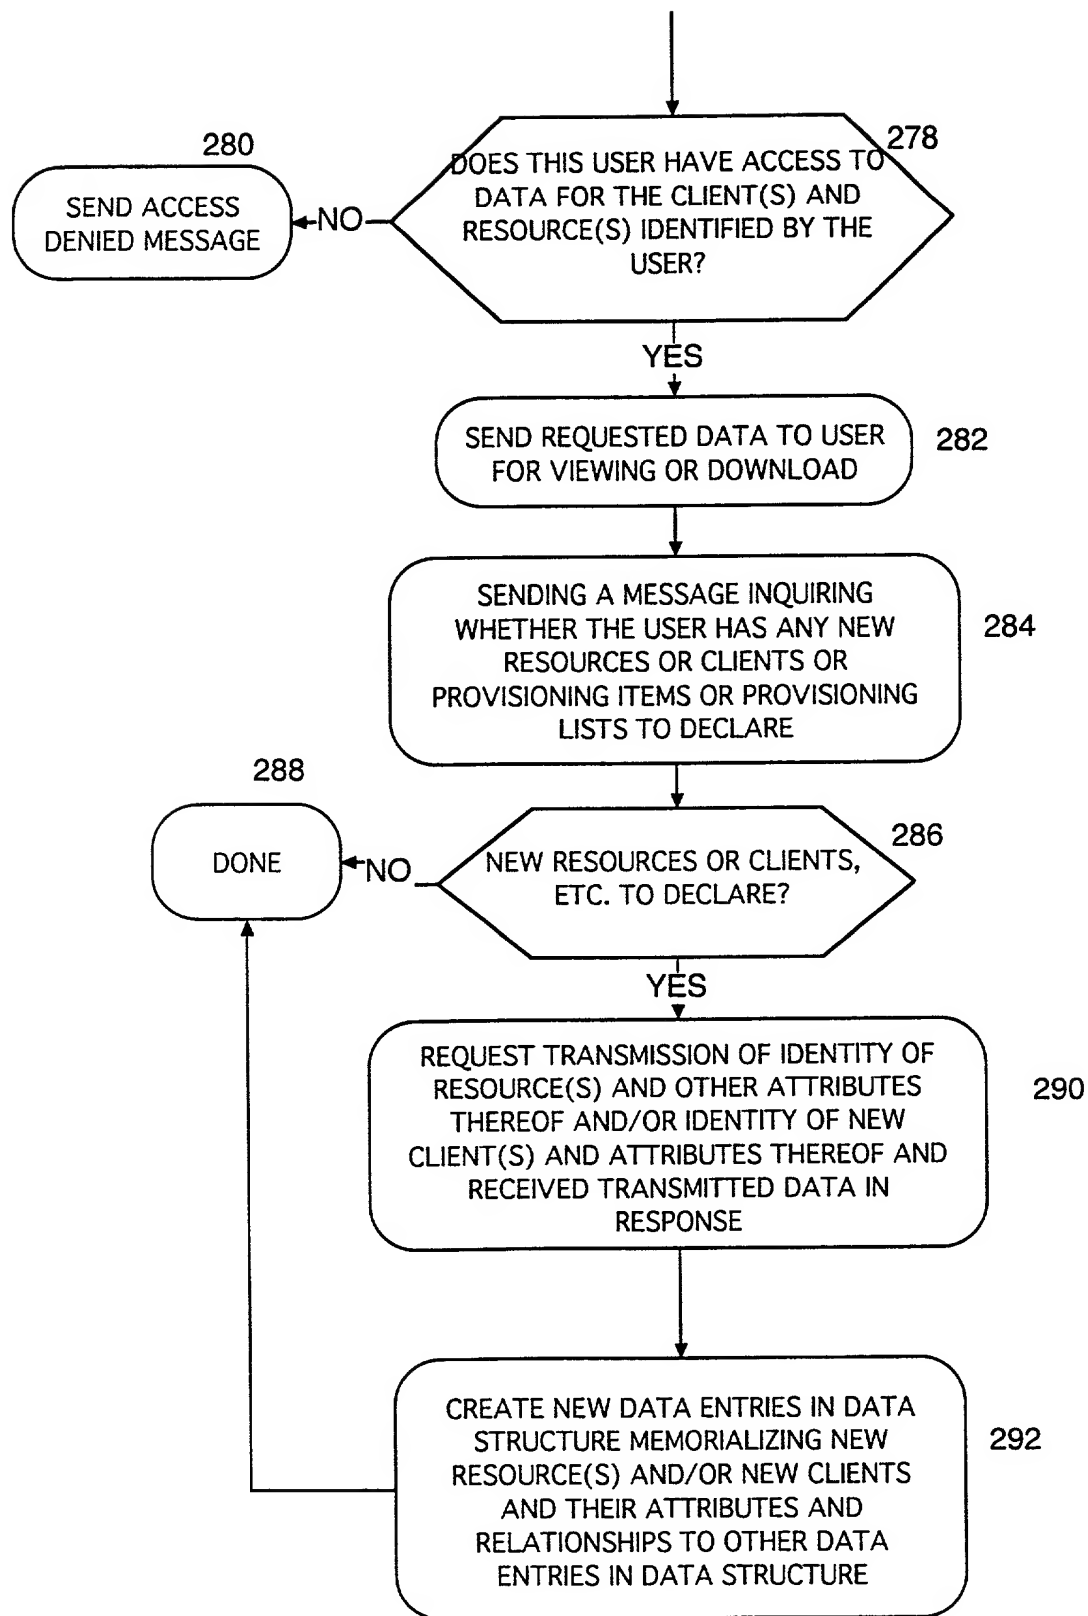 278
DOES THIS USER HAVE ACCESS TO
DATA FOR THE CLIENT(S) AND
RESOURCE(S) IDENTIFIED BY THE
USER?
280
SEND ACCESS
DENIED MESSAGE
NO
YES
SEND REQUESTED DATA TO USER
FOR VIEWING OR DOWNLOAD
282
SENDING A MESSAGE INQUIRING
WHETHER THE USER HAS ANY NEW
RESOURCES OR CLIENTS OR
PROVISIONING ITEMS OR PROVISIONING
LISTS TO DECLARE
284
288
DONE
NO
286
NEW RESOURCES OR CLIENTS,
ETC. TO DECLARE?
YES
REQUEST TRANSMISSION OF IDENTITY OF
RESOURCE(S) AND OTHER ATTRIBUTES
THEREOF AND/OR IDENTITY OF NEW
CLIENT(S) AND ATTRIBUTES THEREOF AND
RECEIVED TRANSMITTED DATA IN
RESPONSE
290
CREATE NEW DATA ENTRIES IN DATA
STRUCTURE MEMORIALIZING NEW
RESOURCE(S) AND/OR NEW CLIENTS
AND THEIR ATTRIBUTES AND
RELATIONSHIPS TO OTHER DATA
ENTRIES IN DATA STRUCTURE
292